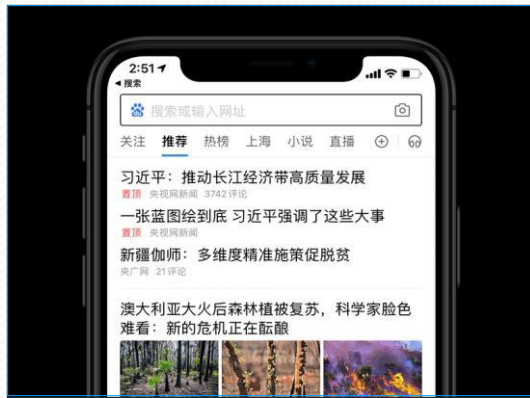 2:51
◀ 搜索
搜索或输入网址
关注 推荐 热榜 上海 小说 直播
习近平：推动长江经济带高质量发展
置顶 央视网新闻 3742评论
一张蓝图绘到底 习近平强调了这些大事
置顶 央视网新闻
新疆伽师：多维度精准施策促脱贫
央广网 21评论
澳大利亚大火后森林植被复苏，科学家脸色
难看：新的危机正在酝酿